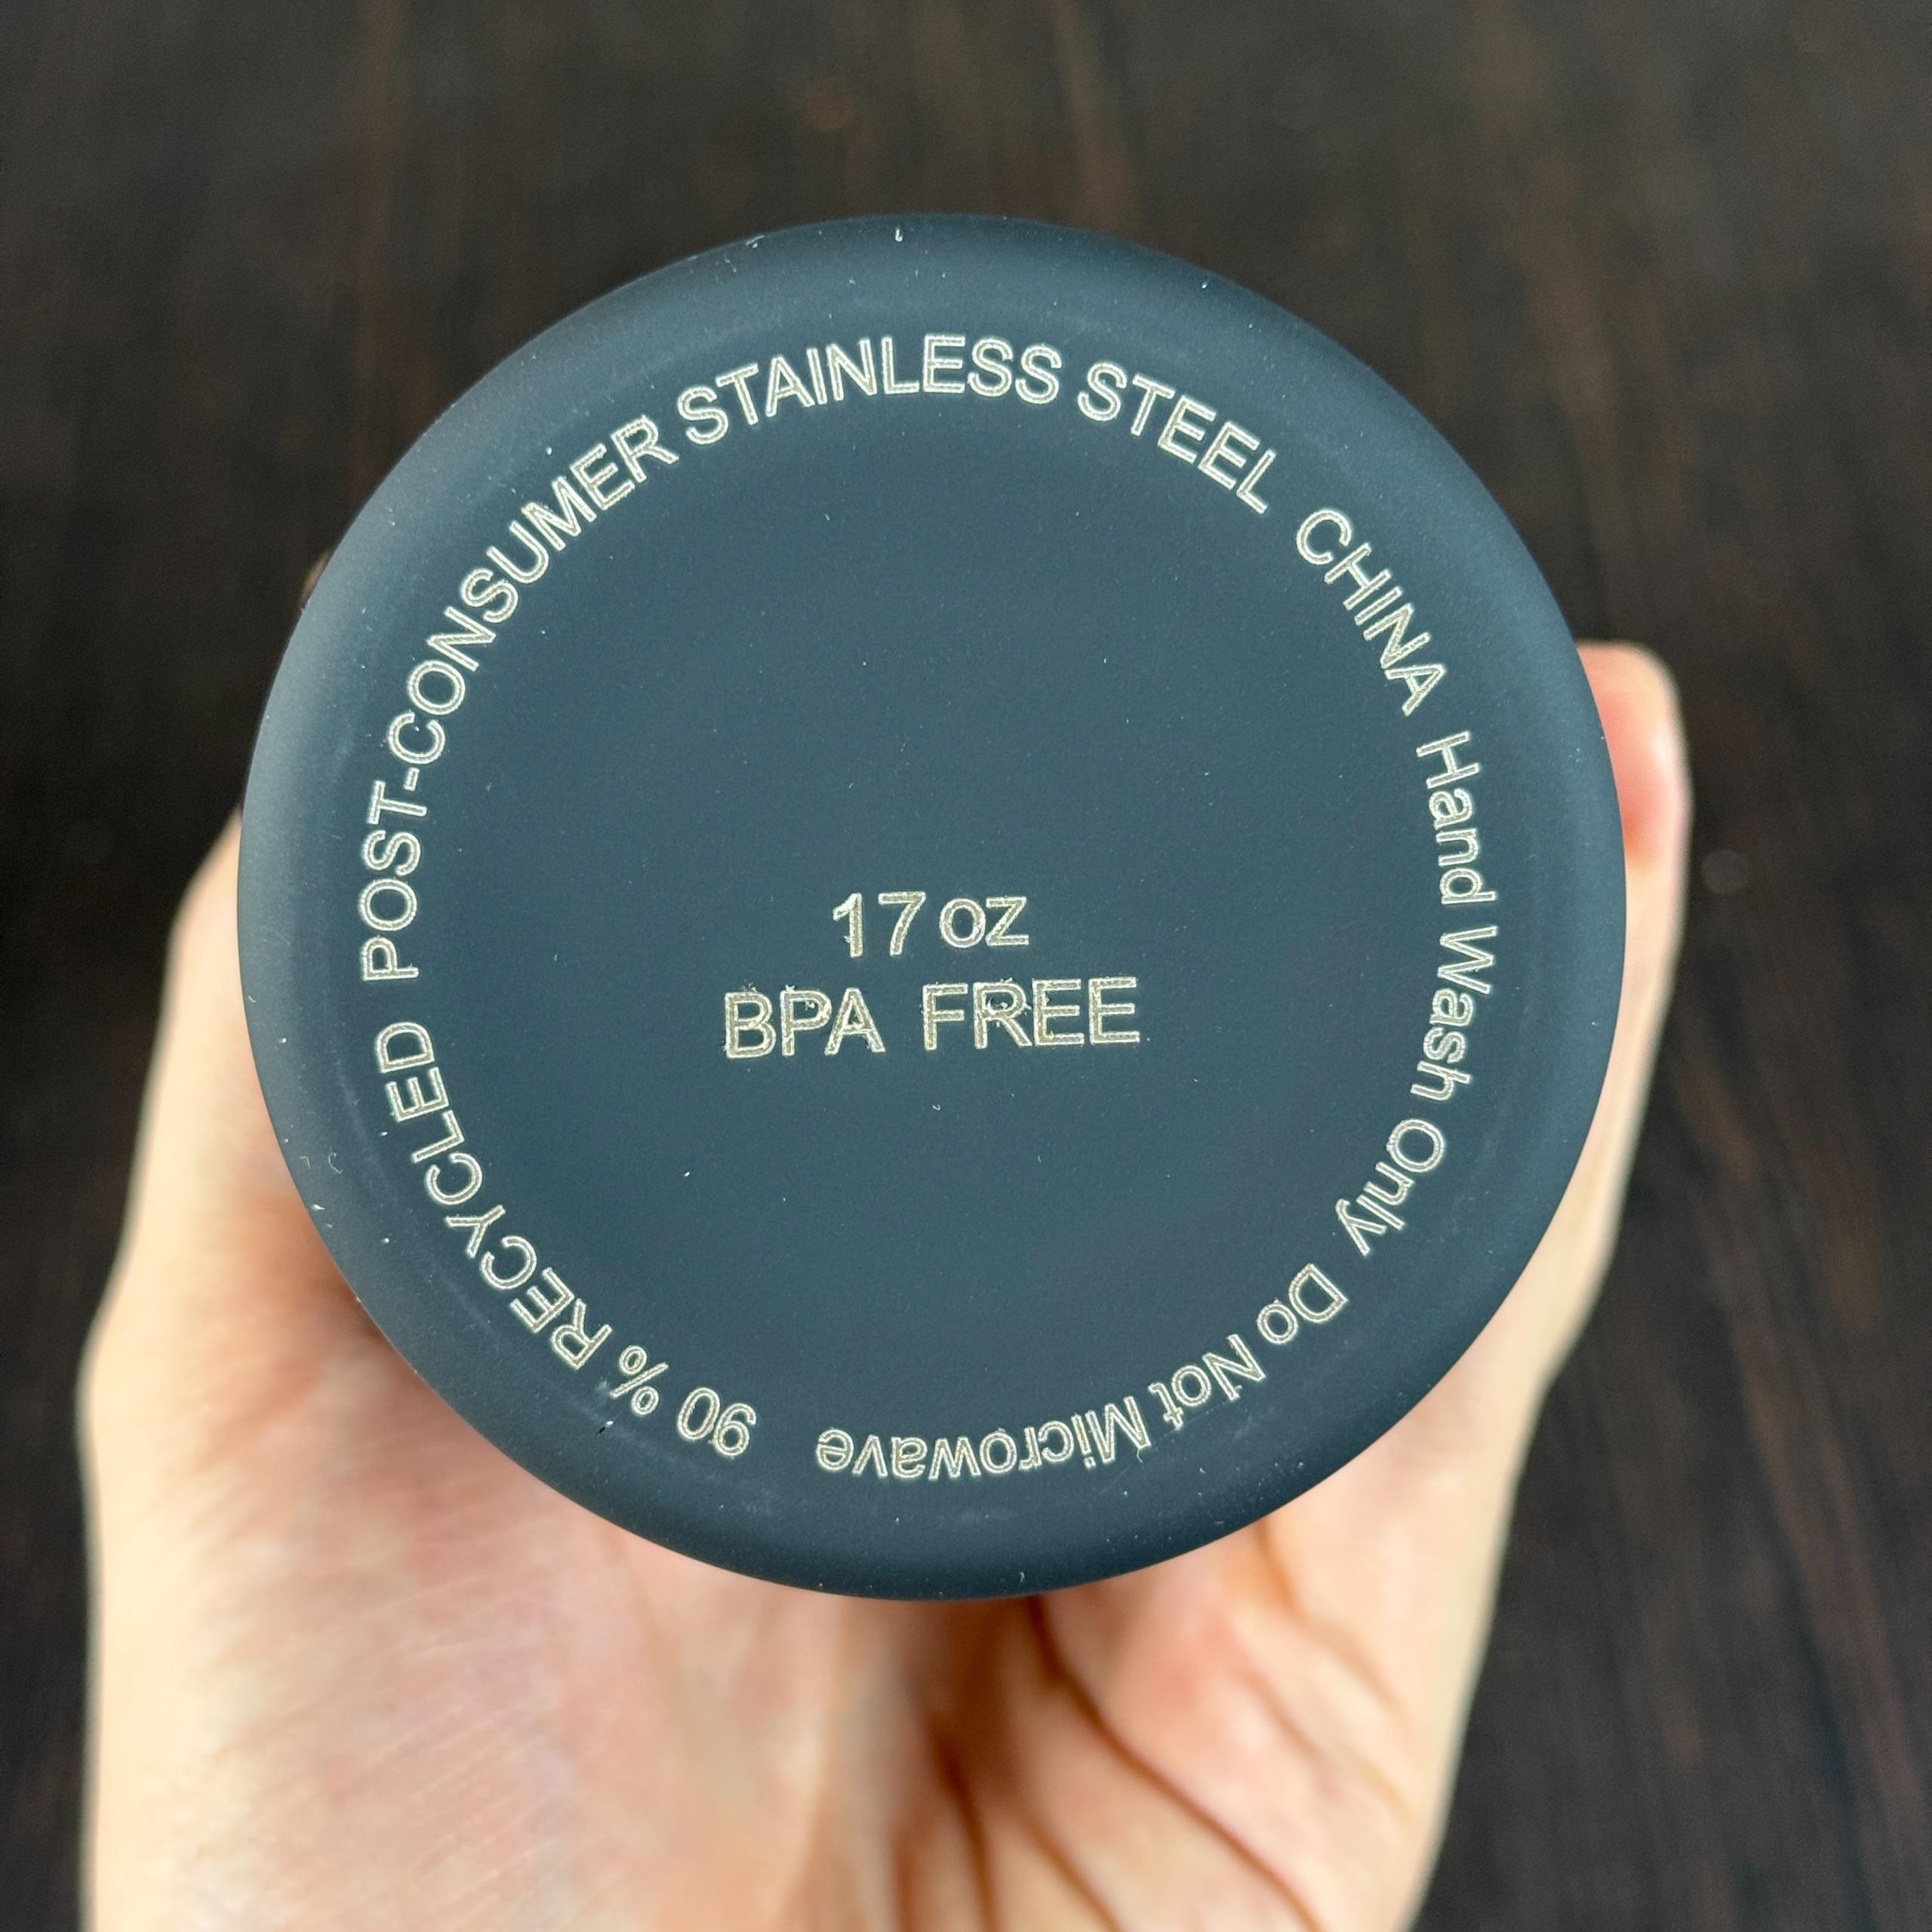 90 % RECYCLED POST-CONSUMER STAINLESS STEEL CHINA Hand Wash Only Do Not Microwave
17 oz
BPA FREE